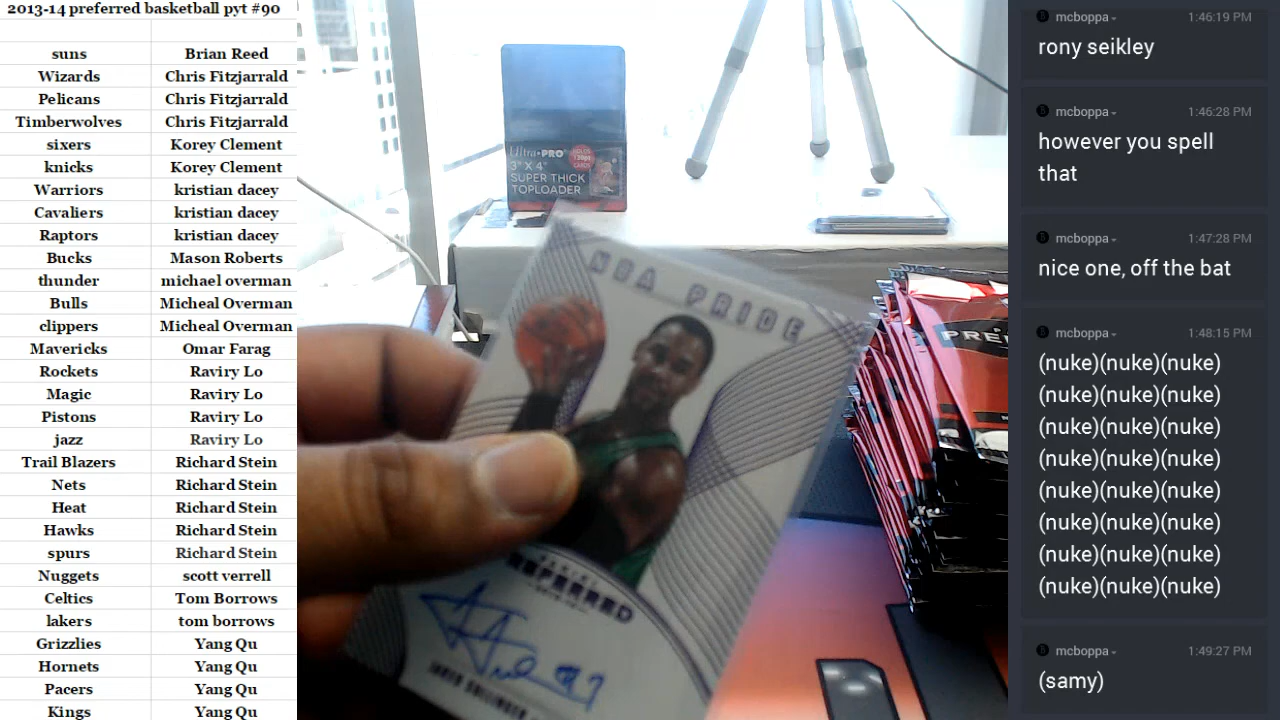 2013-14 preferred basketball pyt #90
suns Brian Reed
Wizards Chris Fitzjarrald
Pelicans Chris Fitzjarrald
Timberwolves Chris Fitzjarrald
sixers Korey Clement
knicks Korey Clement
Warriors kristian dacey
Cavaliers kristian dacey
Raptors kristian dacey
Bucks Mason Roberts
thunder michael overman
Bulls Micheal Overman
clippers Micheal Overman
Mavericks Omar Farag
Rockets Raviry Lo
Magic Raviry Lo
Pistons Raviry Lo
jazz Raviry Lo
Trail Blazers Richard Stein
Nets Richard Stein
Heat Richard Stein
Hawks Richard Stein
spurs Richard Stein
Nuggets scott verrell
Celtics Tom Borrows
lakers tom borrows
Grizzlies Yang Qu
Hornets Yang Qu
Pacers Yang Qu
Kings Yang Qu
Ultra·PRO
3" X 4"
SUPER THICK
TOPLOADER
NBA PRIDE
PREFERRED
mcboppa 1:46:19 PM
rony seikley
mcboppa 1:46:28 PM
however you spell
that
mcboppa 1:47:28 PM
nice one, off the bat
mcboppa 1:48:15 PM
(nuke)(nuke)(nuke)
(nuke)(nuke)(nuke)
(nuke)(nuke)(nuke)
(nuke)(nuke)(nuke)
(nuke)(nuke)(nuke)
(nuke)(nuke)(nuke)
(nuke)(nuke)(nuke)
(nuke)(nuke)(nuke)
mcboppa 1:49:27 PM
(samy)